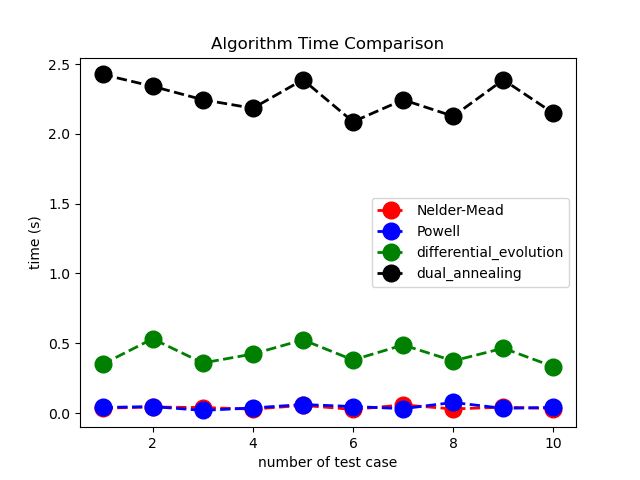 Algorithm Time Comparison
2.5
2.0
1.5
1.0
0.5
0.0
time (s)
Nelder-Mead
Powell
differential_evolution
dual_annealing
2
4
6
8
10
number of test case